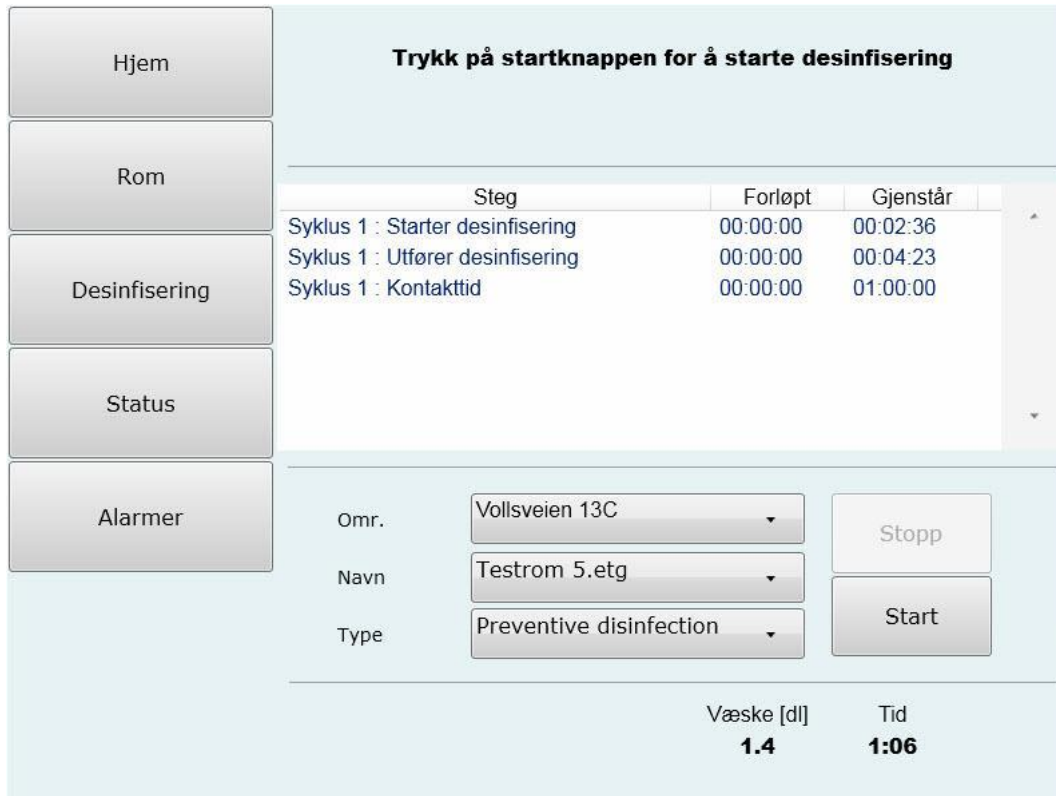 Hjem
Rom
Desinfisering
Status
Alarmer
Trykk på startknappen for å starte desinfisering
Steg Forløpt Gjenstår
Syklus 1 : Starter desinfisering 00:00:00 00:02:36
Syklus 1 : Utfører desinfisering 00:00:00 00:04:23
Syklus 1 : Kontakttid 00:00:00 01:00:00
Omr. Vollsveien 13C
Navn Testrom 5.etg
Type Preventive disinfection
Stopp
Start
Væske [dl] Tid
1.4 1:06